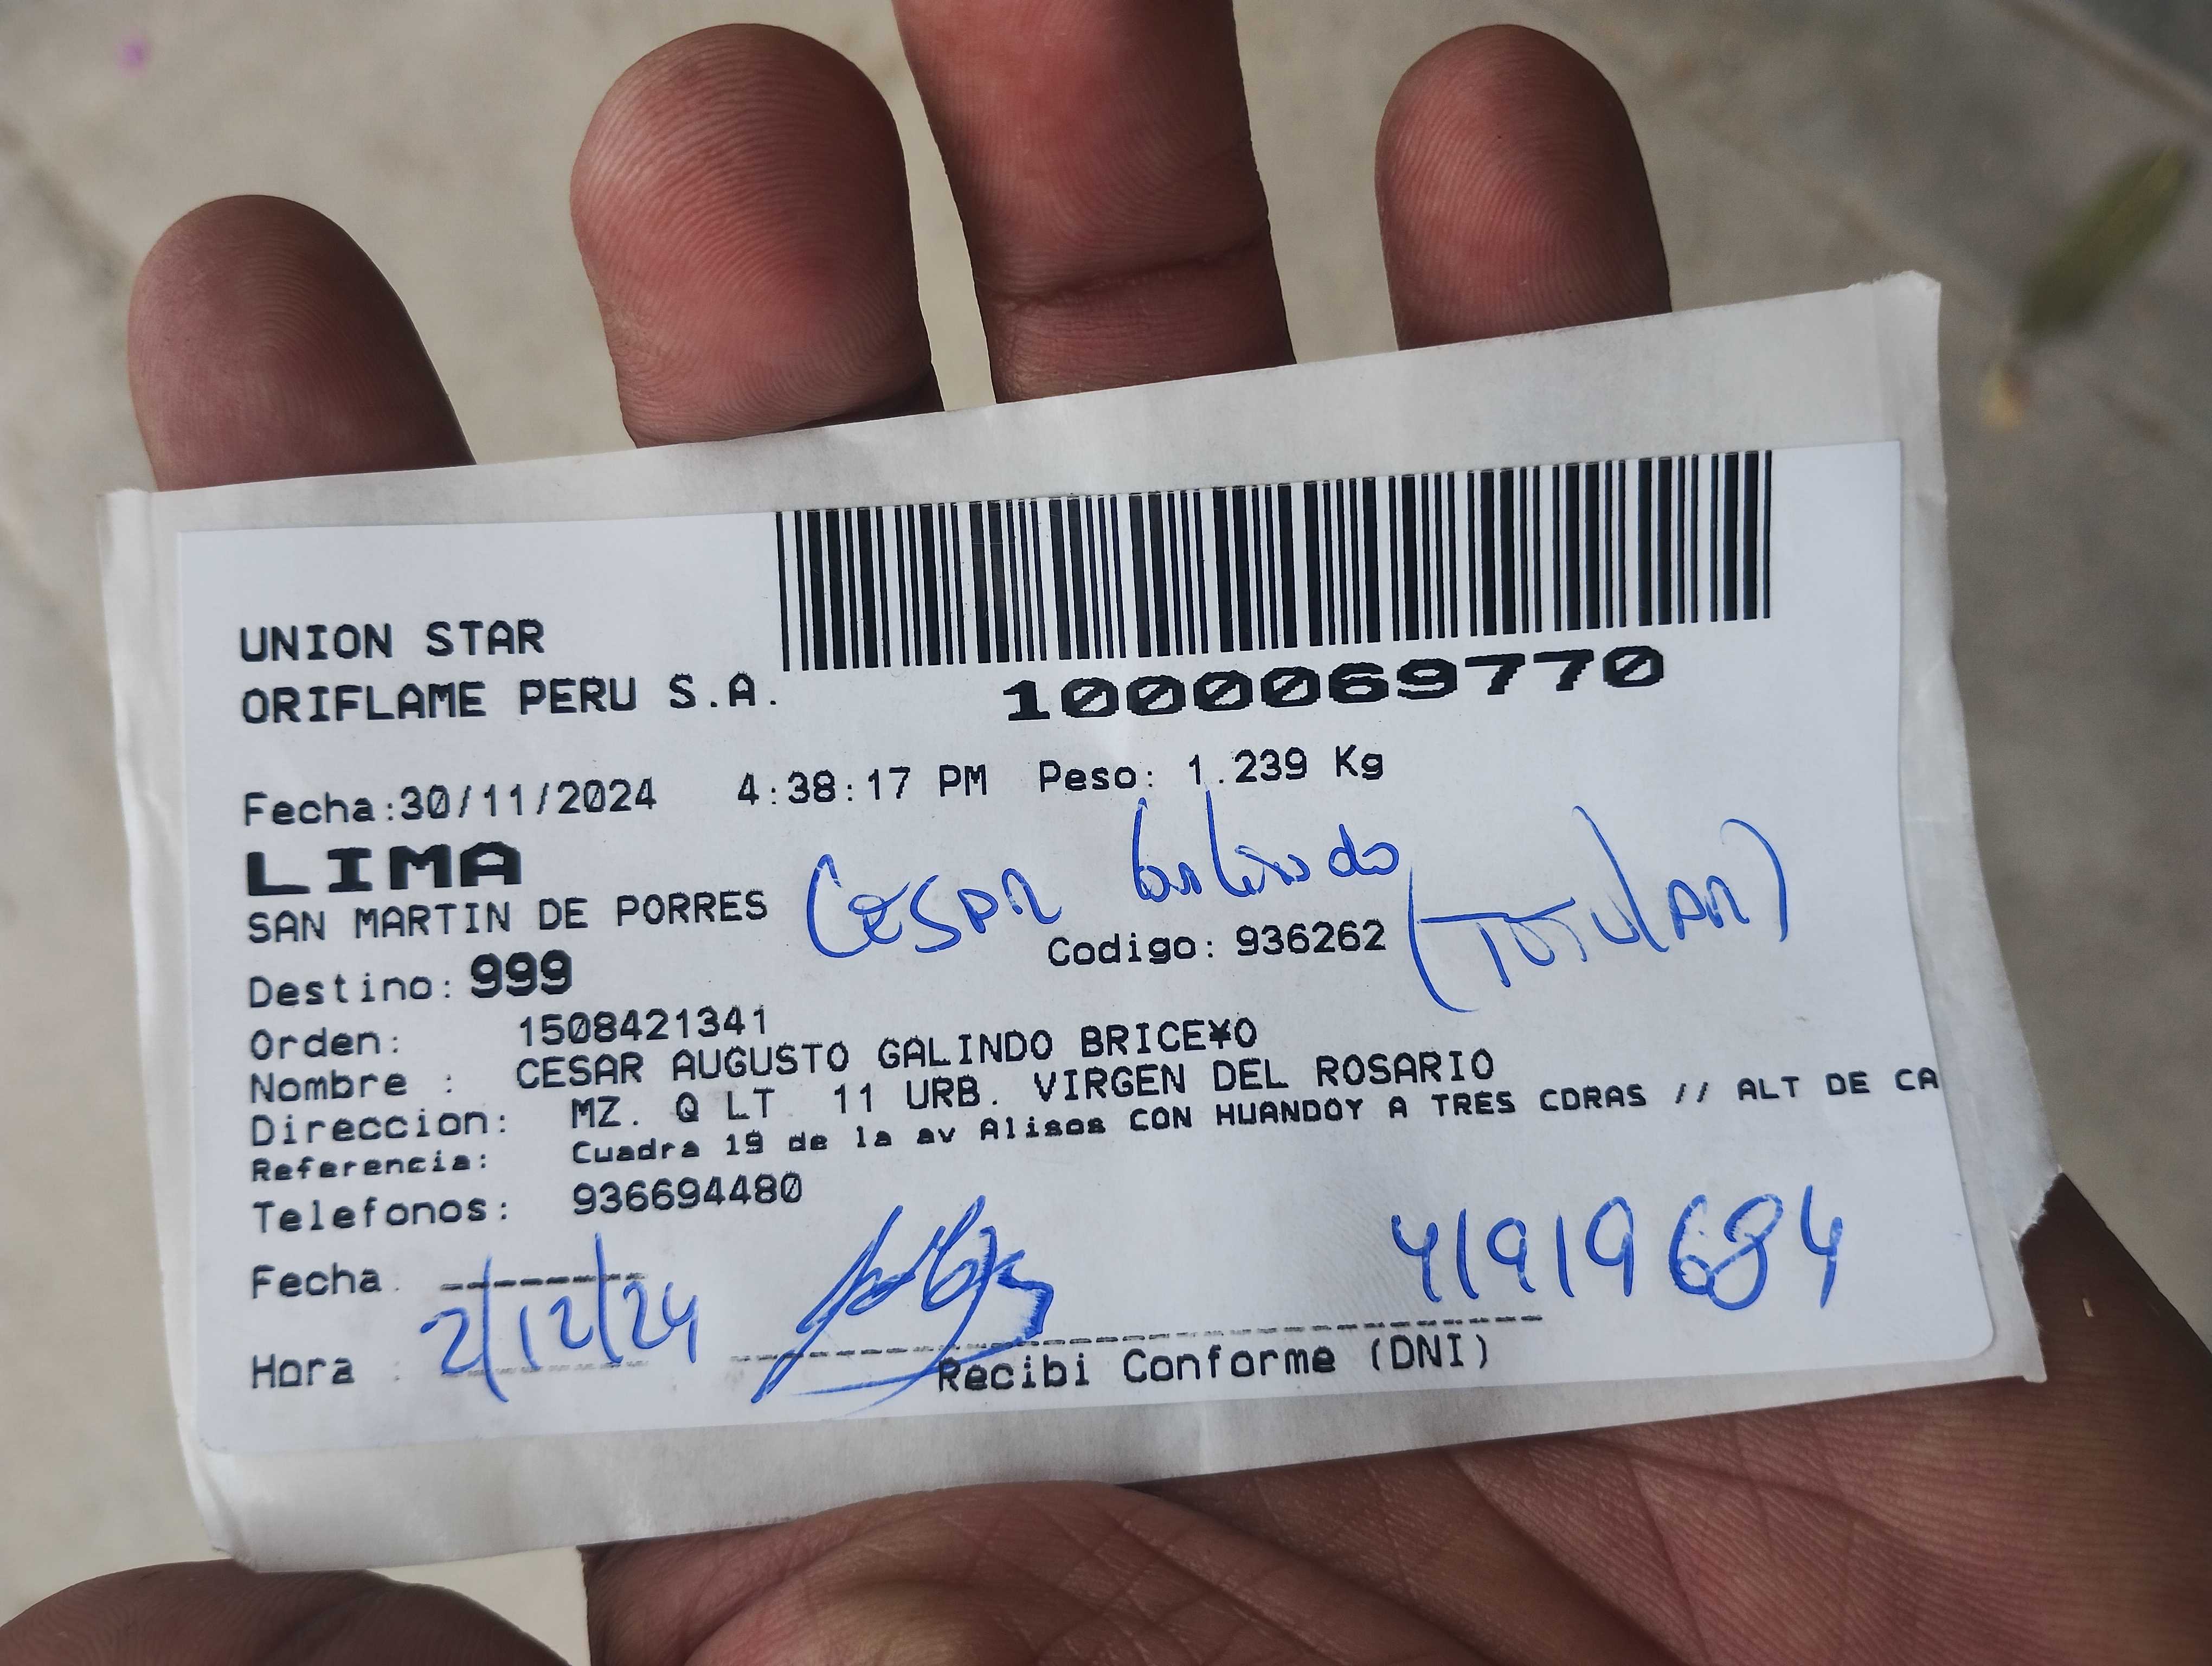 UNION STAR
ORIFLAME PERU S.A.
1000069770
Fecha:30/11/2024 4:38:17 PM Peso: 1.239 Kg
LIMA
SAN MARTIN DE PORRES
Cesar Galindo
(TITULAR)
Destino: 999 Codigo: 936262
Orden: 1508421341
Nombre : CESAR AUGUSTO GALINDO BRICE¥O
Direccion: MZ. Q LT 11 URB. VIRGEN DEL ROSARIO
Referencia: Cuadra 19 de la av Alisos CON HUANDOY A TRES CDRAS // ALT DE CA
Telefonos: 936694480
Fecha :
2/12/24
41919684
Hora :
Recibi Conforme (DNI)